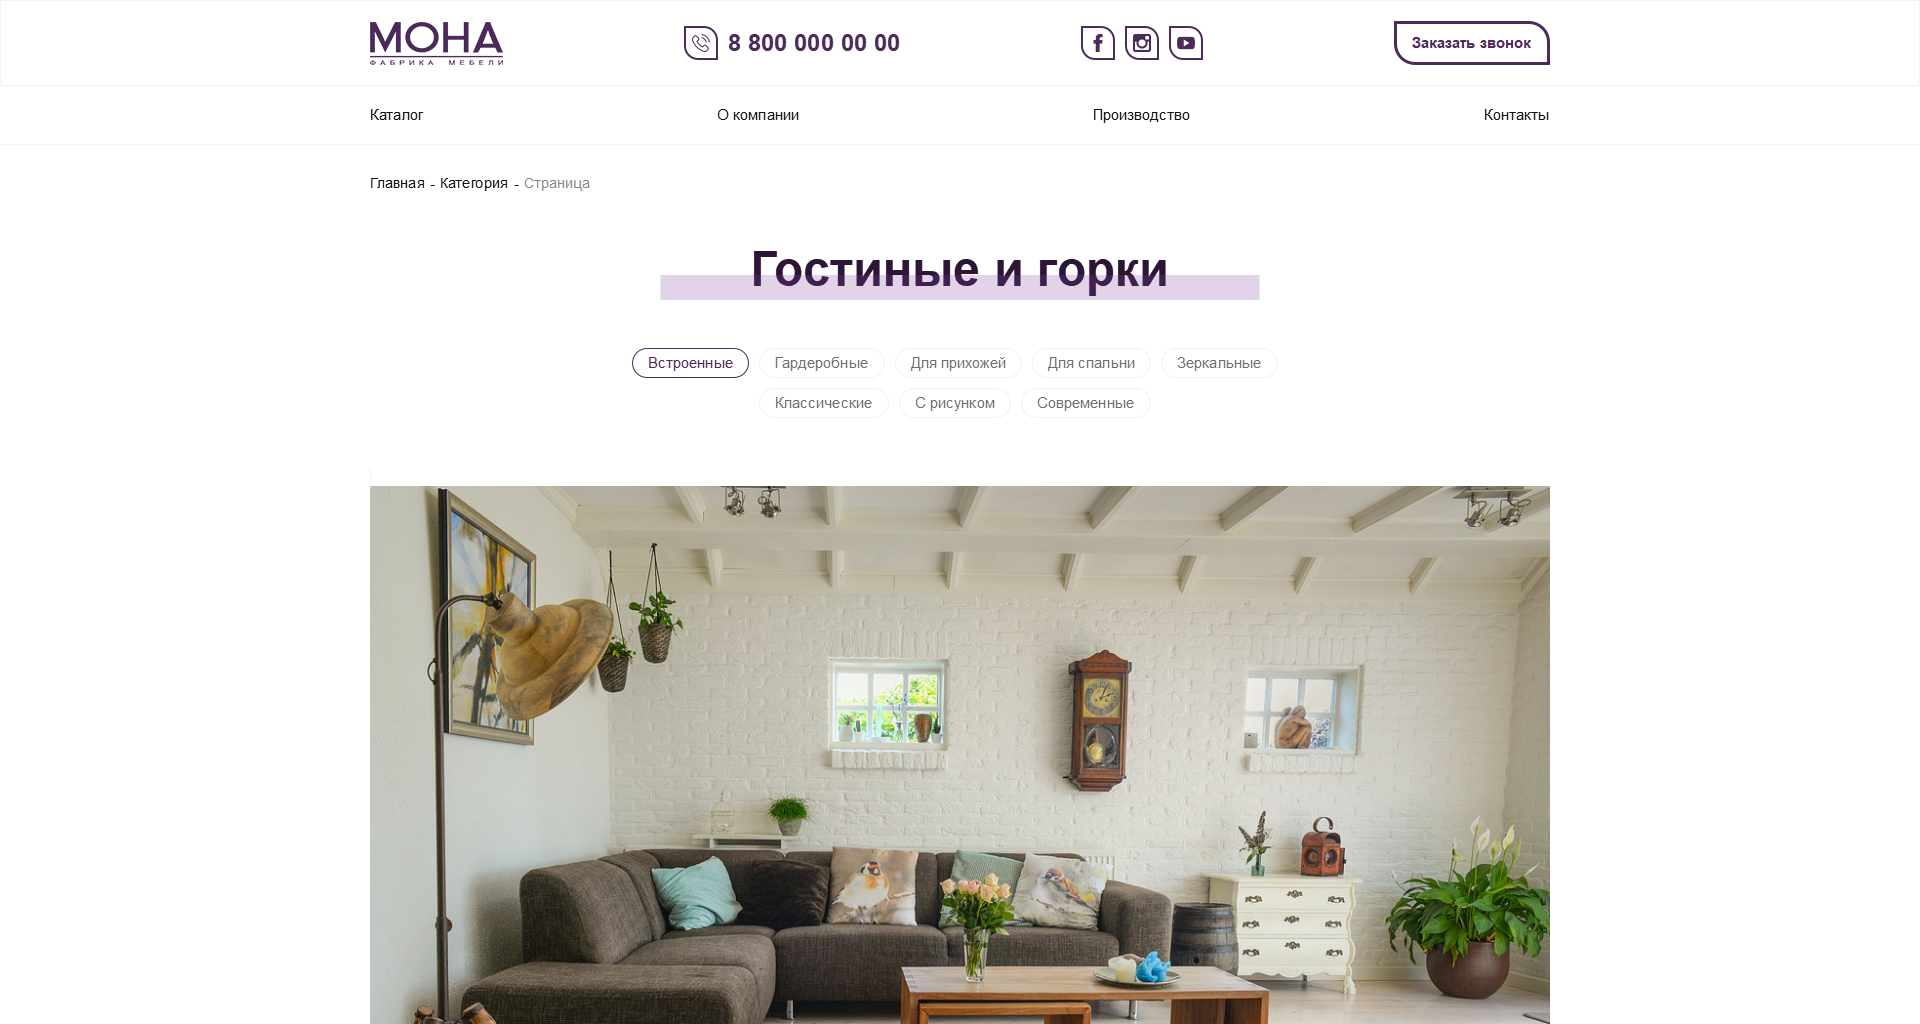 МОНА
ФАБРИКА МЕБЕЛИ
8 800 000 00 00
Заказать звонок
Каталог
О компании
Производство
Контакты
Главная - Категория - Страница
Гостиные и горки
Встроенные
Гардеробные
Для прихожей
Для спальни
Зеркальные
Классические
С рисунком
Современные